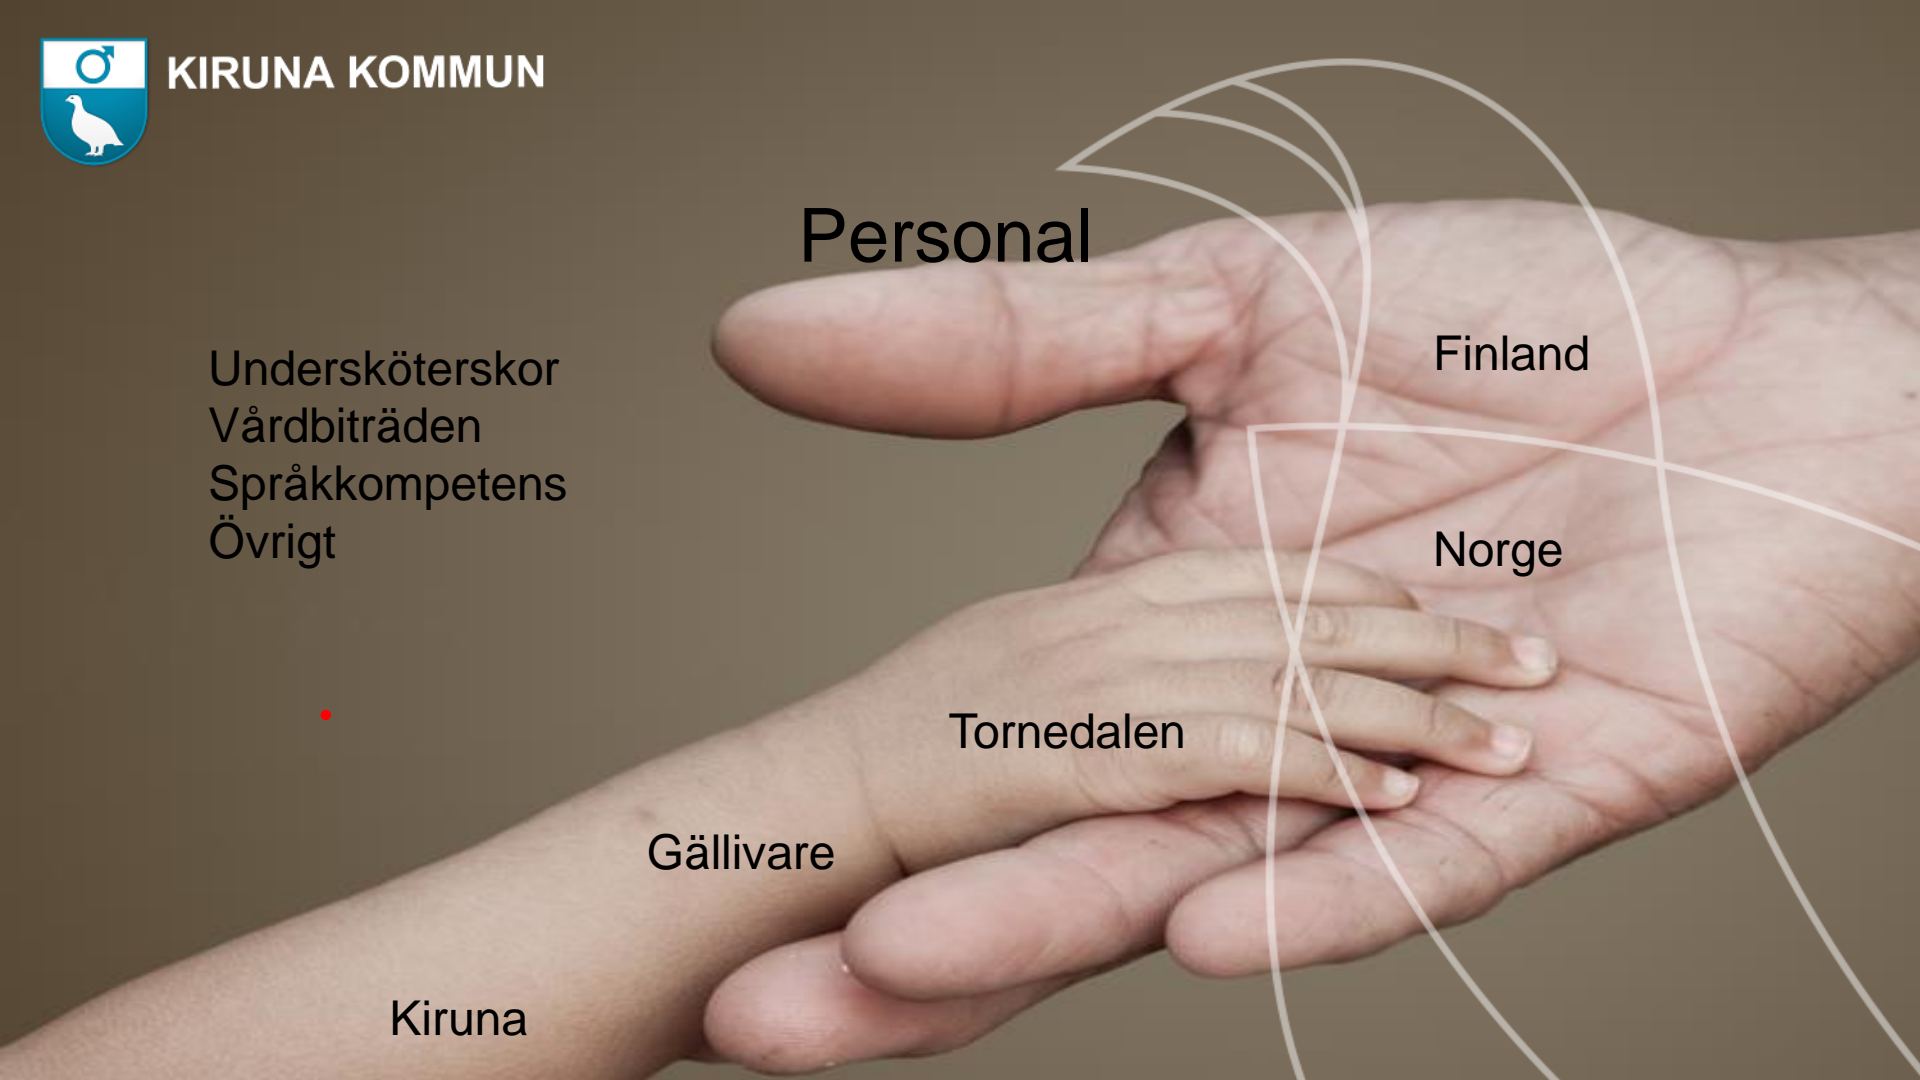 KIRUNA KOMMUN
Personal
Undersköterskor
Vårdbiträden
Språkkompetens
Övrigt
Finland
Norge
Tornedalen
Gällivare
Kiruna